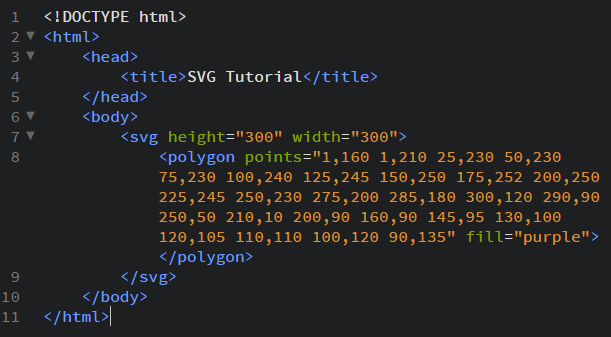 1 <!DOCTYPE html>
2 <html>
3 <head>
4 <title>SVG Tutorial</title>
5 </head>
6 <body>
7 <svg height="300" width="300">
8 <polygon points="1,160 1,210 25,230 50,230
75,230 100,240 125,245 150,250 175,252 200,250
225,245 250,230 275,200 285,180 300,120 290,90
250,50 210,10 200,90 160,90 145,95 130,100
120,105 110,110 100,120 90,135" fill="purple">
</polygon>
9 </svg>
10 </body>
11 </html>